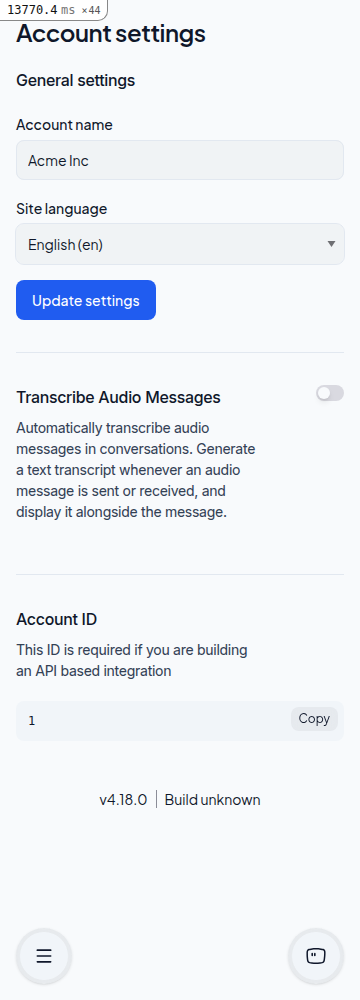 13770.4 ms ×44
Account settings
General settings
Account name
Acme Inc
Site language
English (en)
Update settings
Transcribe Audio Messages
Automatically transcribe audio
messages in conversations. Generate
a text transcript whenever an audio
message is sent or received, and
display it alongside the message.
Account ID
This ID is required if you are building
an API based integration
1
Copy
v4.18.0 | Build unknown